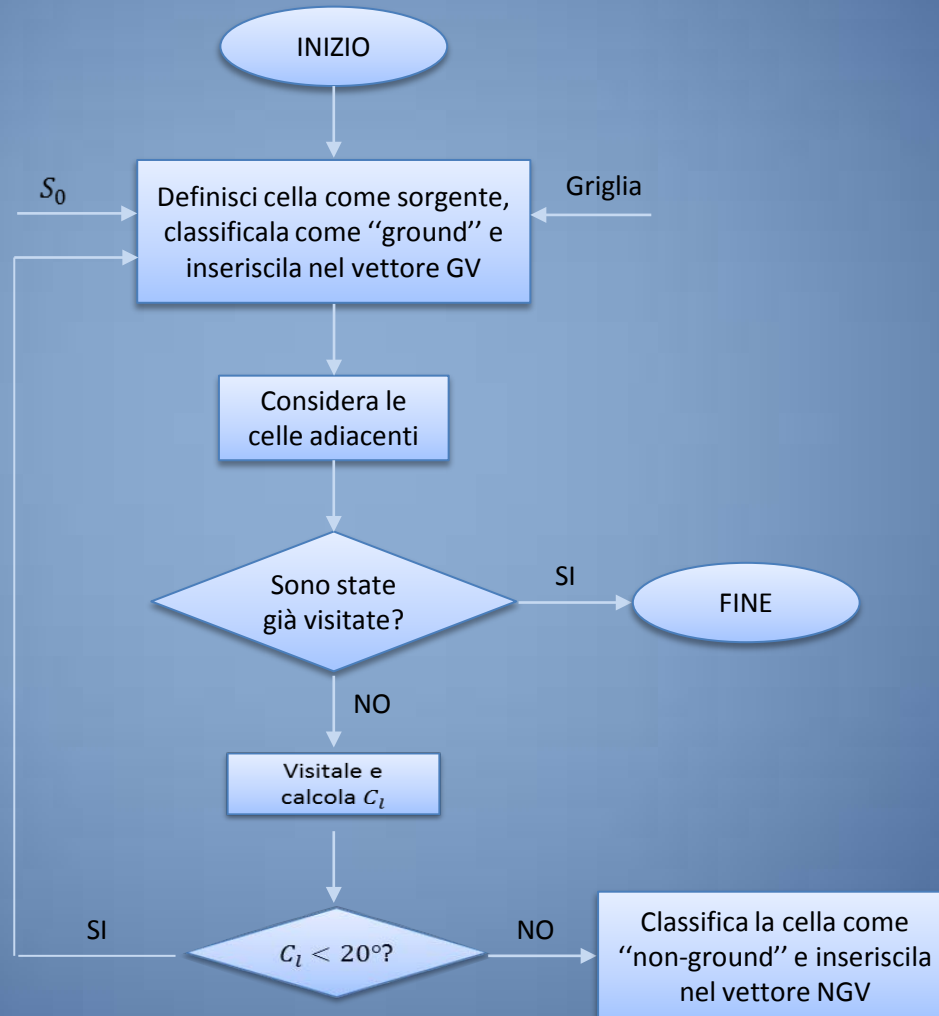 INIZIO
S₀
Definisci cella come sorgente,
classificala come ‘‘ground’’ e
inseriscila nel vettore GV
Griglia
Considera le
celle adiacenti
Sono state
già visitate?
SI
FINE
NO
Visitale e
calcola Cₗ
SI
Cₗ < 20°?
NO
Classifica la cella come
‘‘non-ground’’ e inseriscila
nel vettore NGV